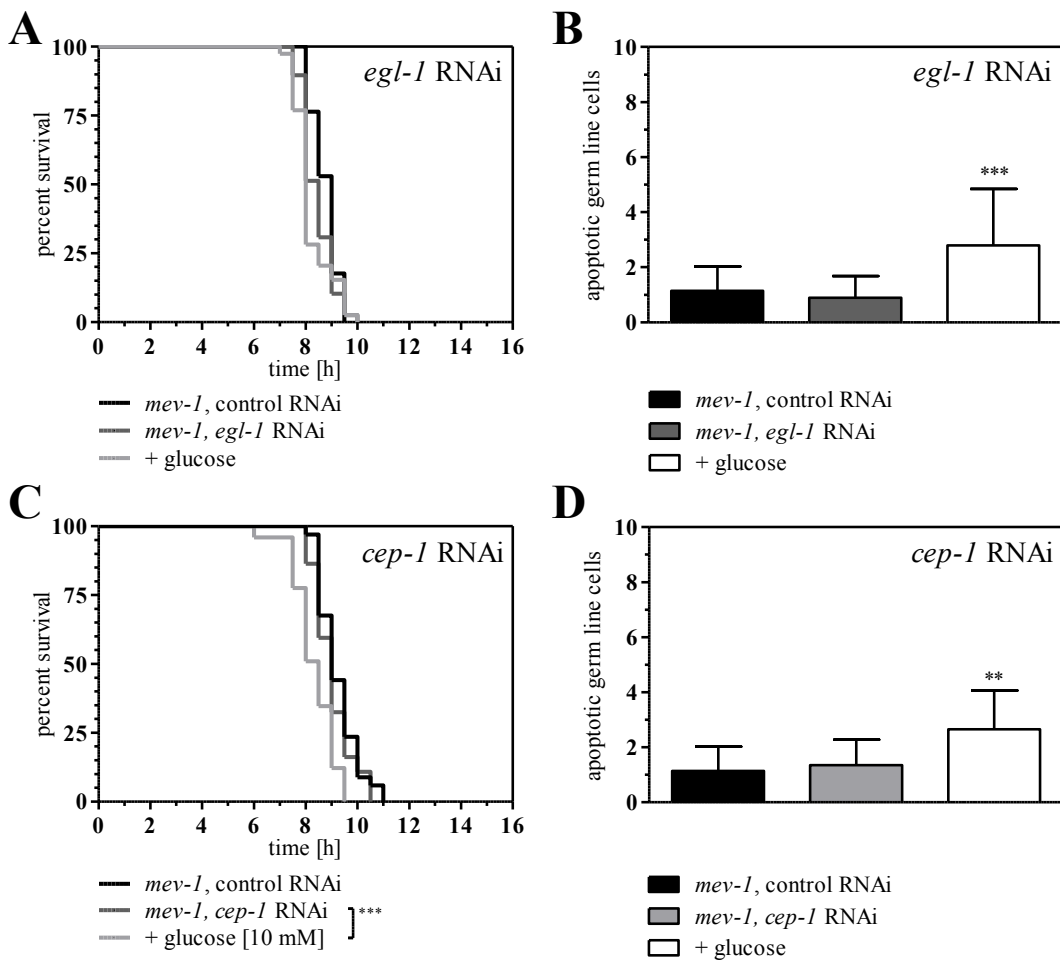 A
B
percent survival
100
75
50
25
0
egl-1 RNAi
0 2 4 6 8 10 12 14 16
time [h]
mev-1, control RNAi
mev-1, egl-1 RNAi
+ glucose
apoptotic germ line cells
10
8
6
4
2
0
egl-1 RNAi
***
mev-1, control RNAi
mev-1, egl-1 RNAi
+ glucose
C
D
percent survival
100
75
50
25
0
cep-1 RNAi
0 2 4 6 8 10 12 14 16
time [h]
mev-1, control RNAi
mev-1, cep-1 RNAi
+ glucose [10 mM]
***
apoptotic germ line cells
10
8
6
4
2
0
cep-1 RNAi
**
mev-1, control RNAi
mev-1, cep-1 RNAi
+ glucose